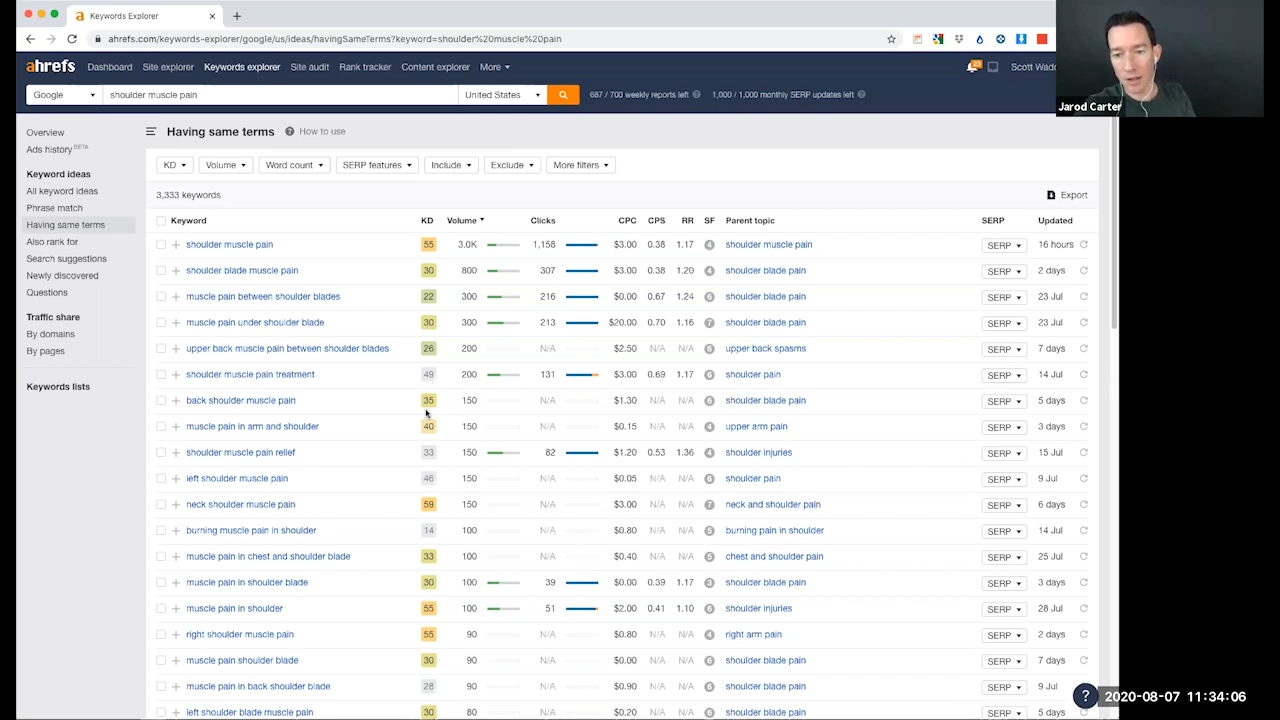 Keywords Explorer
ahrefs.com/keywords-explorer/google/us/ideas/havingSameTerms?keyword=shoulder%20muscle%20pain
ahrefs Dashboard Site explorer Keywords explorer Site audit Rank tracker Content explorer More 23 Scott
Jarod Carter
Google shoulder muscle pain United States 687 / 700 weekly reports left ? 1,000 / 1,000 monthly SERP updates left ?
Overview
Ads history BETA
Keyword ideas
All keyword ideas
Phrase match
Having same terms
Also rank for
Search suggestions
Newly discovered
Questions
Traffic share
By domains
By pages
Keywords lists
Having same terms ? How to use
KD Volume Word count SERP features Include Exclude More filters
3,333 keywords Export
Keyword KD Volume Clicks CPC CPS RR SF Parent topic SERP Updated
shoulder muscle pain 55 3.0K 1,158 $3.00 0.38 1.17 4 shoulder muscle pain SERP 16 hours
shoulder blade muscle pain 30 800 307 $3.00 0.38 1.20 4 shoulder blade pain SERP 2 days
muscle pain between shoulder blades 22 300 216 $0.00 0.67 1.24 6 shoulder blade pain SERP 23 Jul
muscle pain under shoulder blade 30 300 213 $20.00 0.70 1.16 7 shoulder blade pain SERP 23 Jul
upper back muscle pain between shoulder blades 26 200 N/A $2.50 N/A N/A 6 upper back spasms SERP 7 days
shoulder muscle pain treatment 49 200 131 $3.00 0.69 1.17 6 shoulder pain SERP 14 Jul
back shoulder muscle pain 35 150 N/A $1.30 N/A N/A 6 shoulder blade pain SERP 5 days
muscle pain in arm and shoulder 40 150 N/A $0.15 N/A N/A 4 upper arm pain SERP 3 days
shoulder muscle pain relief 33 150 82 $1.20 0.53 1.36 4 shoulder injuries SERP 15 Jul
left shoulder muscle pain 46 150 N/A $0.05 N/A N/A 6 shoulder pain SERP 9 Jul
neck shoulder muscle pain 59 150 N/A $3.00 N/A N/A 7 neck and shoulder pain SERP 6 days
burning muscle pain in shoulder 14 100 N/A $0.80 N/A N/A 5 burning pain in shoulder SERP 14 Jul
muscle pain in chest and shoulder blade 33 100 N/A $0.40 N/A N/A 5 chest and shoulder pain SERP 25 Jul
muscle pain in shoulder blade 30 100 39 $0.00 0.39 1.17 3 shoulder blade pain SERP 3 days
muscle pain in shoulder 55 100 51 $2.00 0.41 1.10 6 shoulder injuries SERP 28 Jul
right shoulder muscle pain 55 90 N/A $0.80 N/A N/A 4 right arm pain SERP 2 days
muscle pain shoulder blade 30 90 N/A $0.00 N/A N/A 6 shoulder blade pain SERP 7 days
muscle pain in back shoulder blade 28 90 N/A $0.90 N/A N/A 6 shoulder blade pain SERP 9 Jul
left shoulder blade muscle pain 30 80 N/A $0.20 N/A N/A 6 shoulder blade pain SERP 5 days
? 2020-08-07 11:34:06